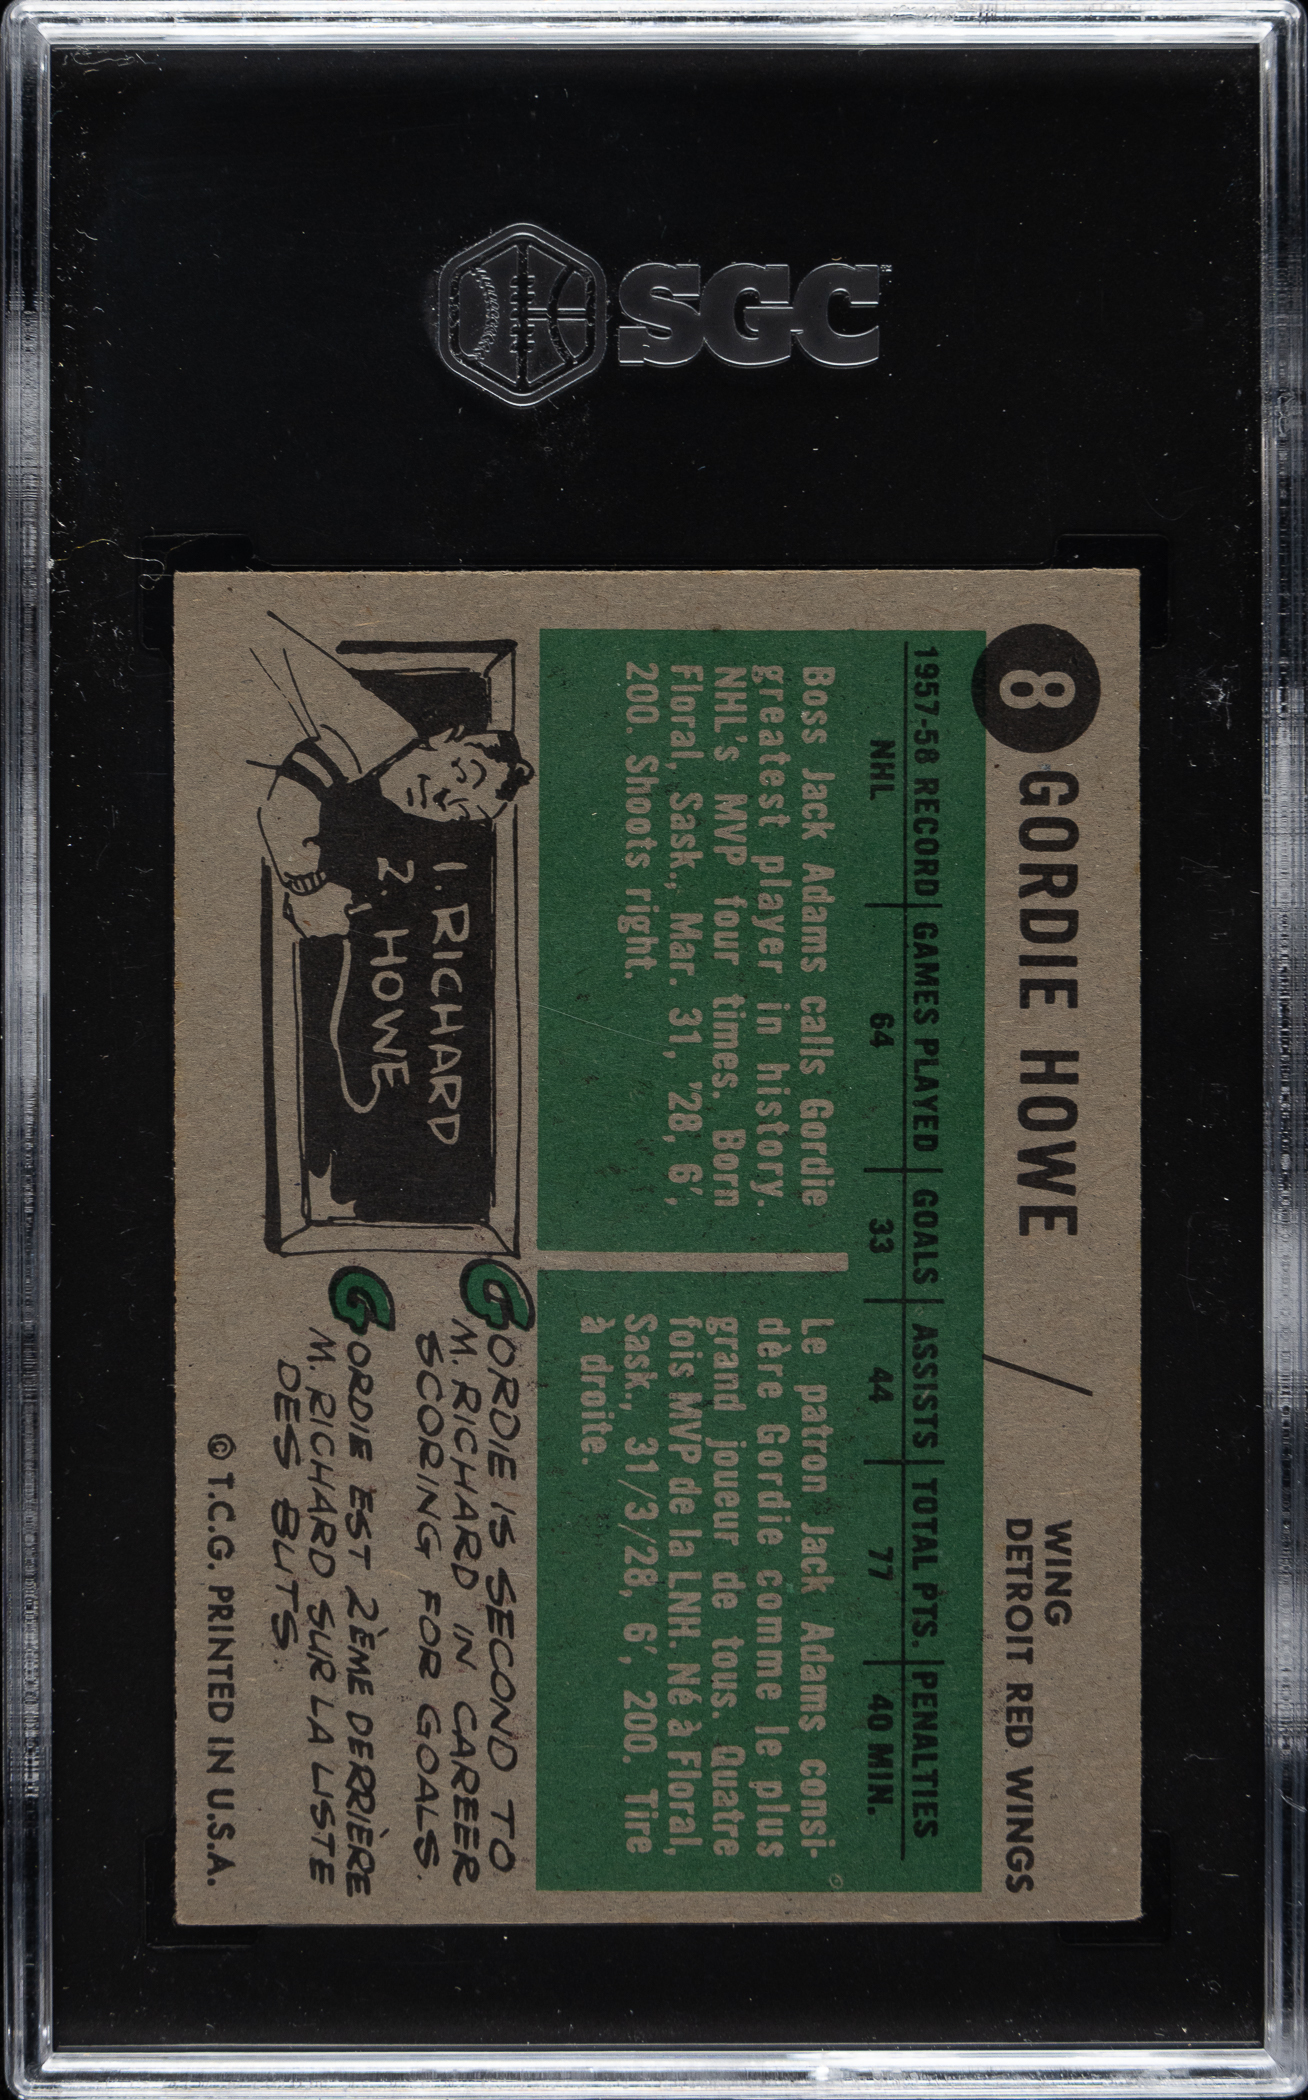 SGC
8 GORDIE HOWE / WING
DETROIT RED WINGS
1957-58 RECORD GAMES PLAYED GOALS ASSISTS TOTAL PTS. PENALTIES
NHL 64 33 44 77 40 MIN.
Boss Jack Adams calls Gordie
greatest player in history.
NHL's MVP four times. Born
Floral, Sask., Mar. 31, '28, 6',
200. Shoots right.
Le patron Jack Adams consi-
dère Gordie comme le plus
grand joueur de tous. Quatre
fois MVP de la LNH. Né à Floral,
Sask., 31/3/28, 6', 200. Tire
à droite.
1. RICHARD
2. HOWE
GORDIE IS SECOND TO
M. RICHARD IN CAREER
SCORING FOR GOALS.
GORDIE EST 2ÈME DERRIÈRE
M. RICHARD SUR LA LISTE
DES BUTS.
© T.C.G. PRINTED IN U.S.A.